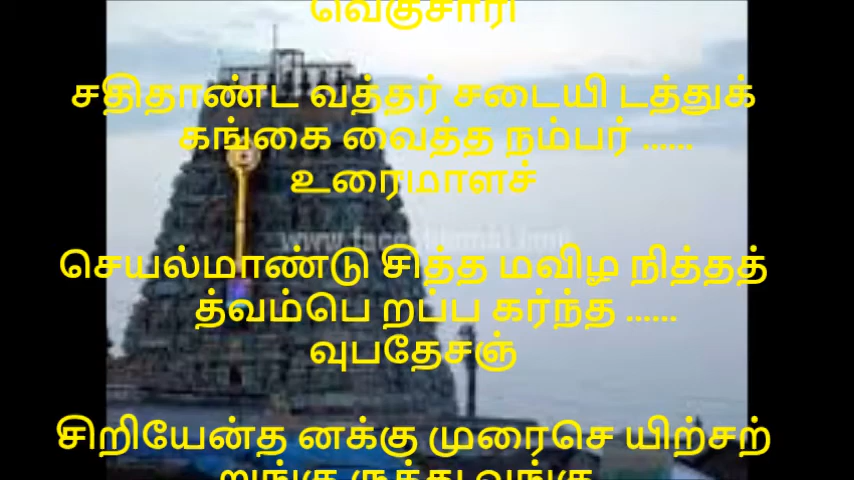 வெகுசாரி
சதிதாண்ட வத்தர் சடையி டத்துக்
கங்கை வைத்த நம்பர் ......
உரைமாளச்
செயல்மாண்டு சித்த மவிழ நித்தத்
த்வம்பெ றப்ப கர்ந்த ......
வுபதேசஞ்
சிறியேன்த னக்கு முரைசெ யிற்சற்